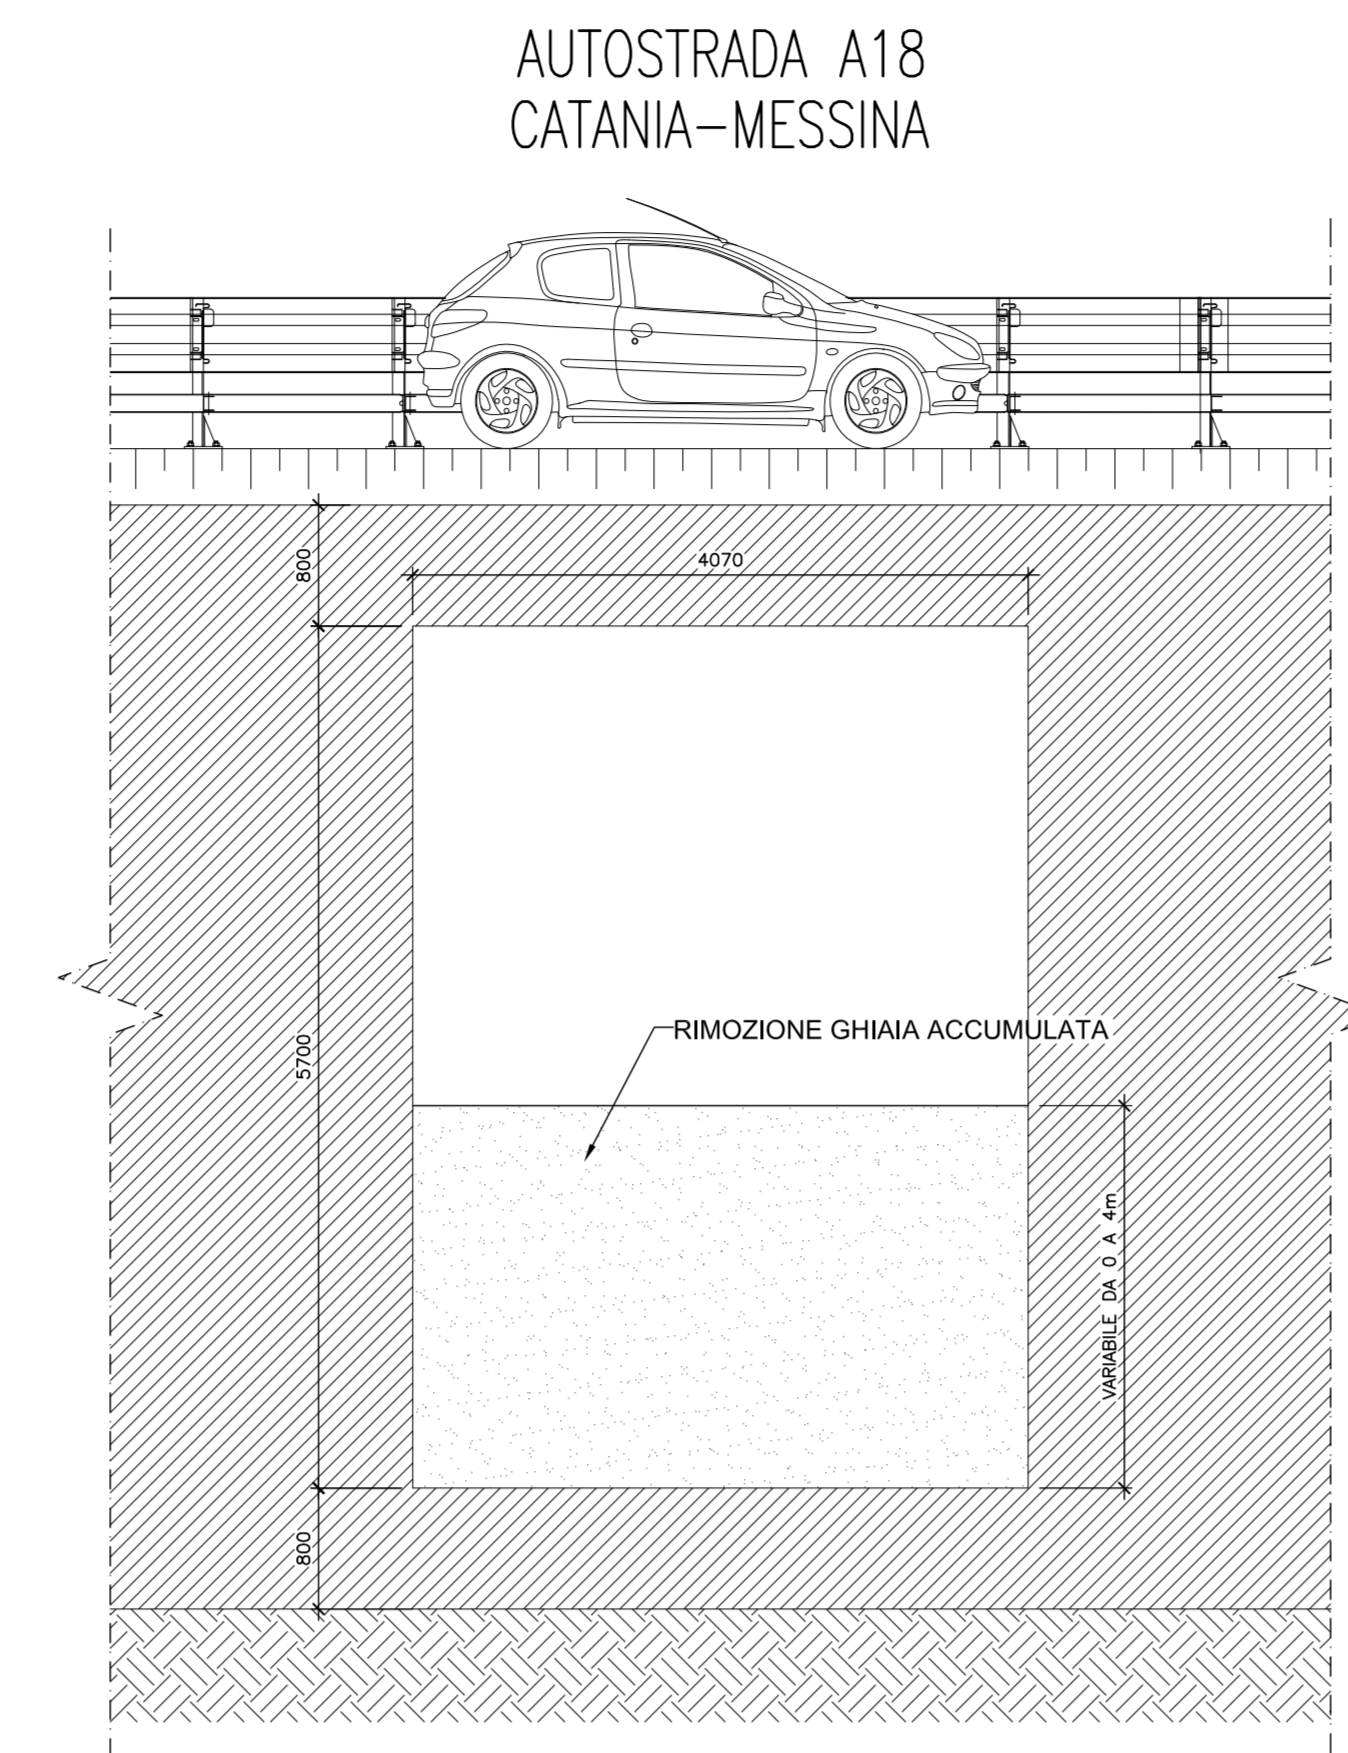 AUTOSTRADA A18
CATANIA-MESSINA
800
4070
5700
RIMOZIONE GHIAIA ACCUMULATA
VARIABILE DA 0 A 4m
800